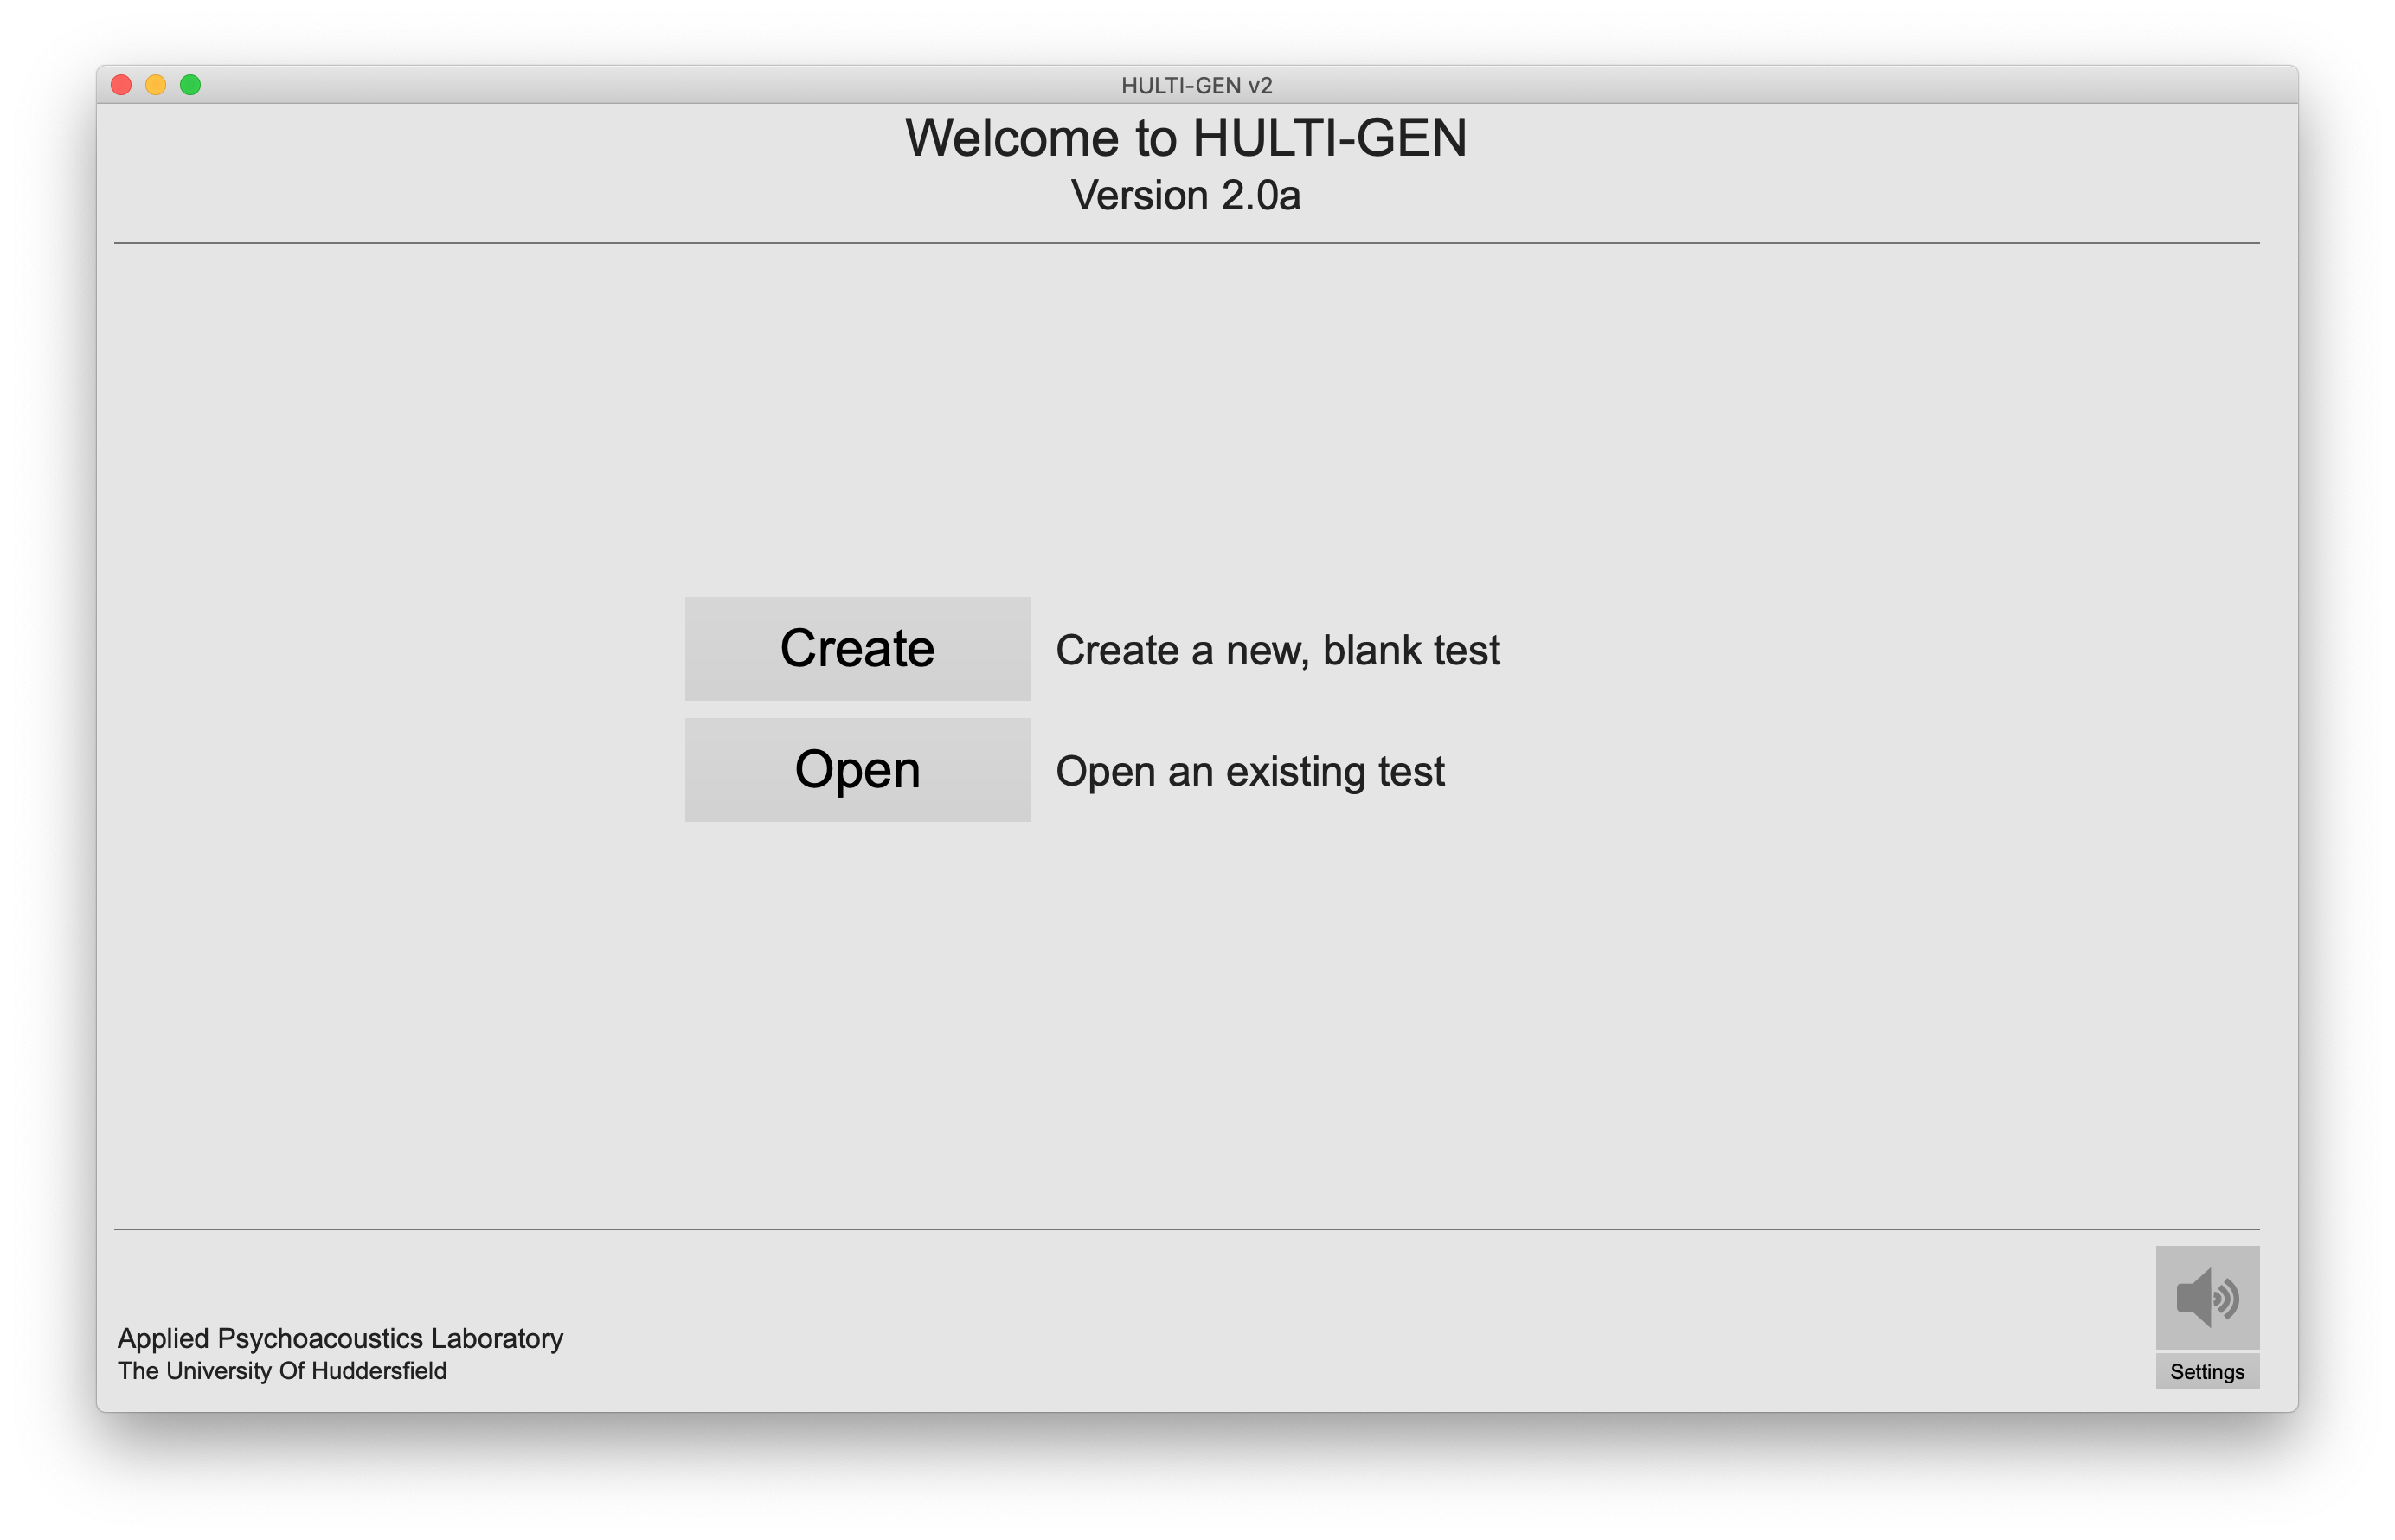 HULTI-GEN v2
Welcome to HULTI-GEN
Version 2.0a
Create
Create a new, blank test
Open
Open an existing test
Applied Psychoacoustics Laboratory
The University Of Huddersfield
Settings